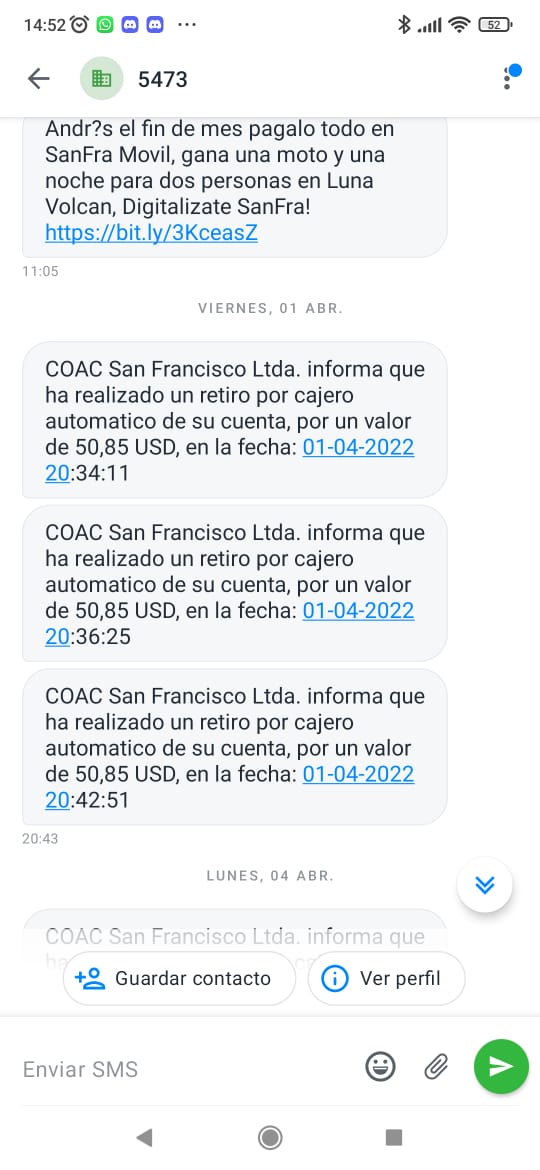 14:52
52
5473
Andr?s el fin de mes pagalo todo en
SanFra Movil, gana una moto y una
noche para dos personas en Luna
Volcan, Digitalizate SanFra!
https://bit.ly/3KceasZ
11:05
VIERNES, 01 ABR.
COAC San Francisco Ltda. informa que
ha realizado un retiro por cajero
automatico de su cuenta, por un valor
de 50,85 USD, en la fecha: 01-04-2022
20:34:11
COAC San Francisco Ltda. informa que
ha realizado un retiro por cajero
automatico de su cuenta, por un valor
de 50,85 USD, en la fecha: 01-04-2022
20:36:25
COAC San Francisco Ltda. informa que
ha realizado un retiro por cajero
automatico de su cuenta, por un valor
de 50,85 USD, en la fecha: 01-04-2022
20:42:51
20:43
LUNES, 04 ABR.
COAC San Francisco Ltda. informa que
ha
Guardar contacto
Ver perfil
Enviar SMS